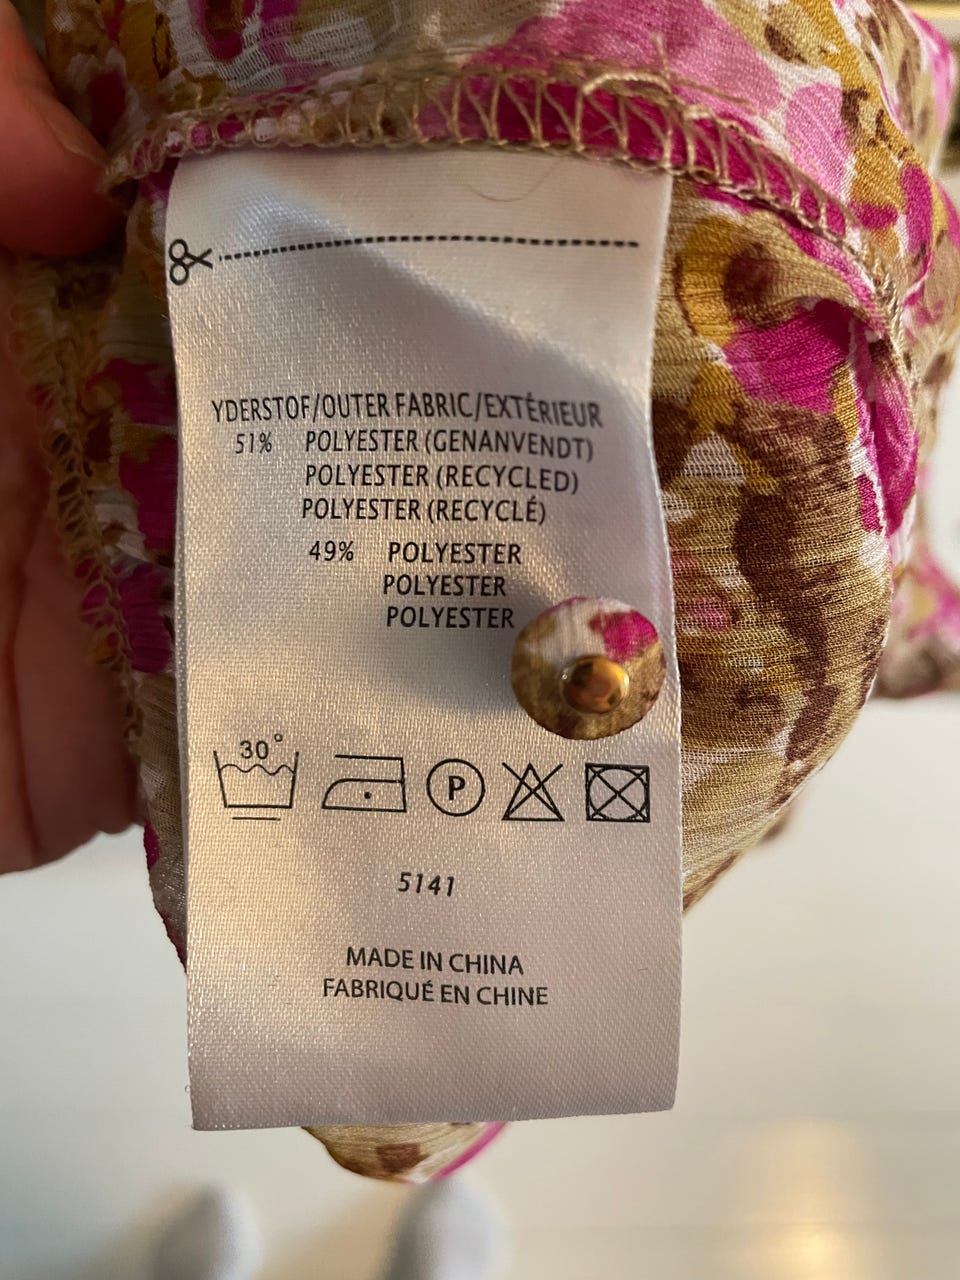 YDERSTOF/OUTER FABRIC/EXTÉRIEUR
51% POLYESTER (GENANVENDT)
POLYESTER (RECYCLED)
POLYESTER (RECYCLÉ)
49% POLYESTER
POLYESTER
POLYESTER
30°
P
5141
MADE IN CHINA
FABRIQUÉ EN CHINE